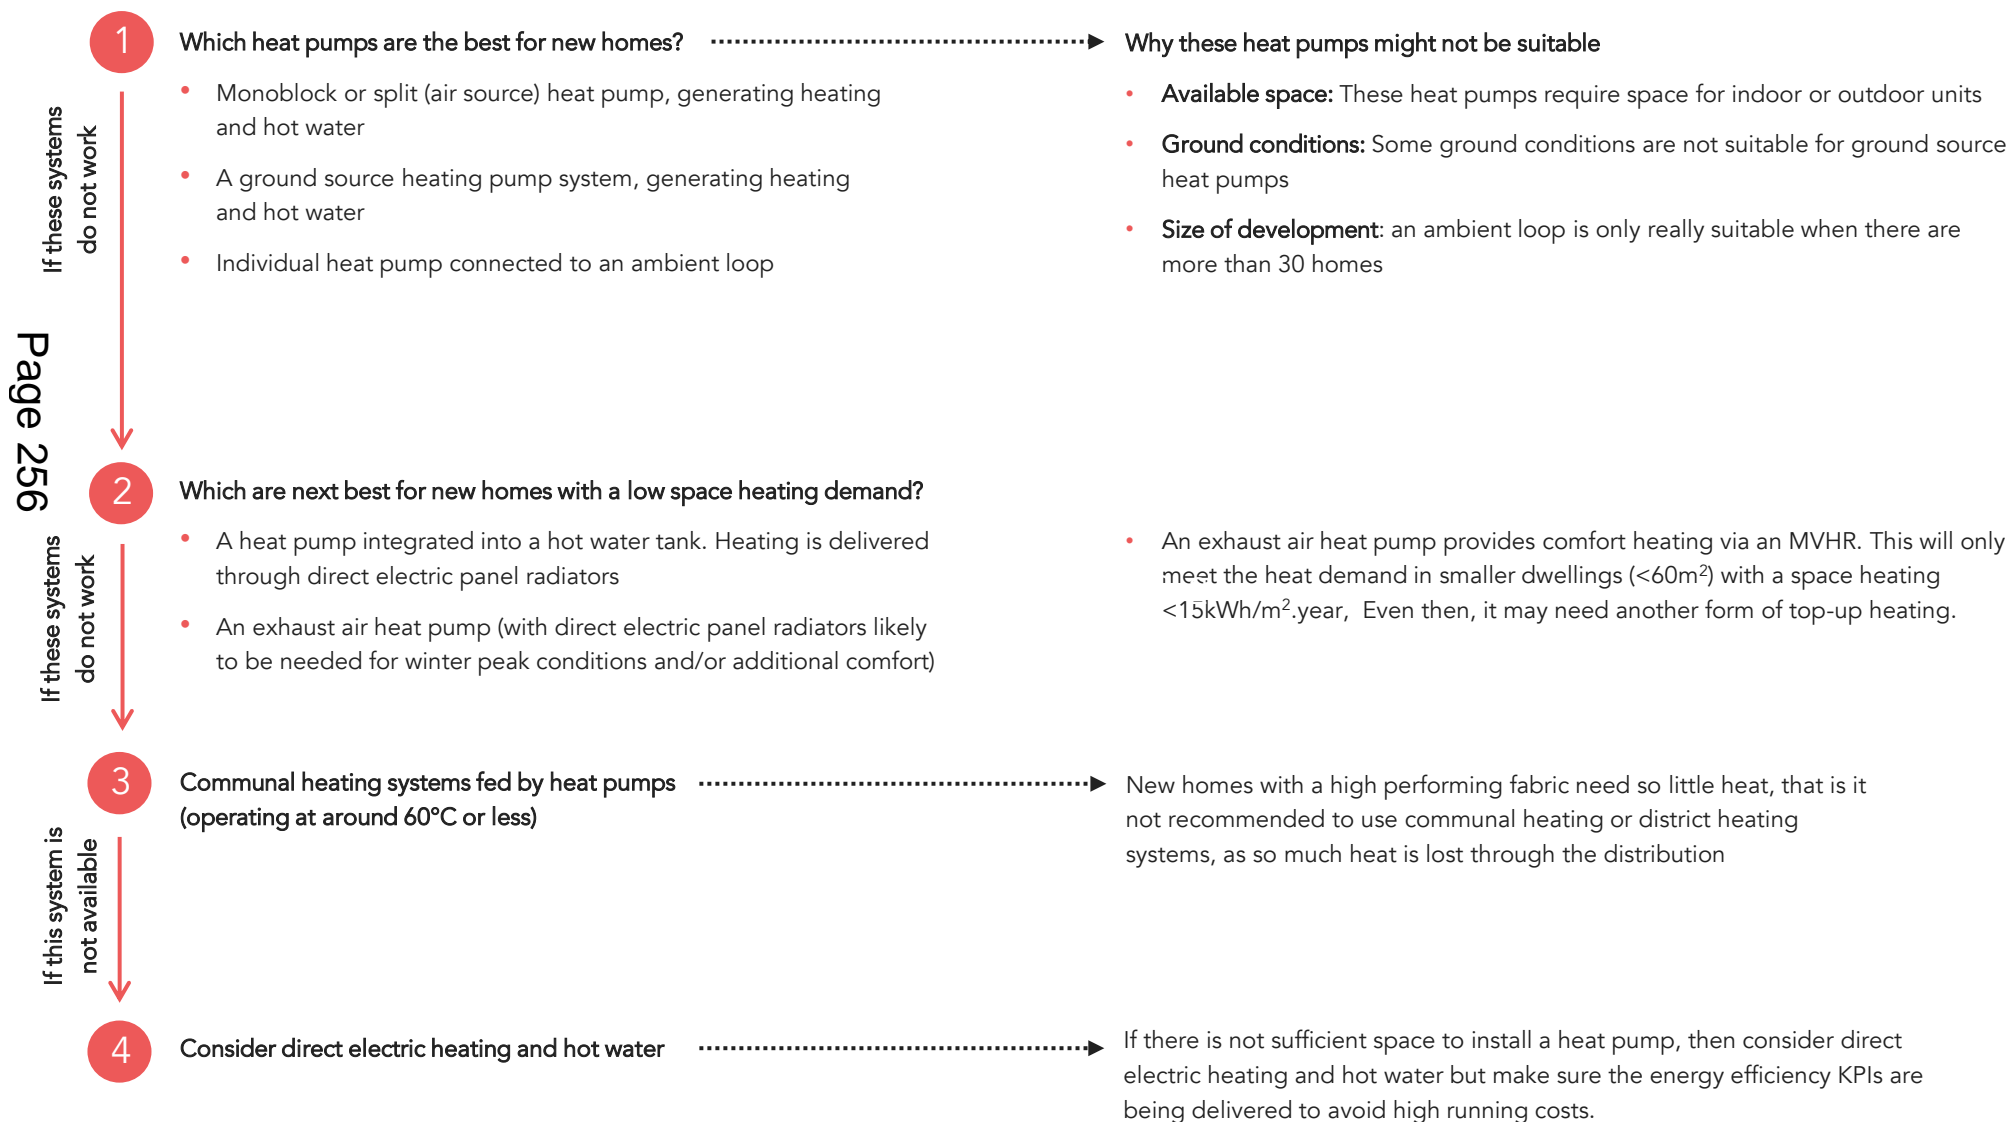 1
Which heat pumps are the best for new homes?
• Monoblock or split (air source) heat pump, generating heating
and hot water
• A ground source heating pump system, generating heating
and hot water
• Individual heat pump connected to an ambient loop
Why these heat pumps might not be suitable
• Available space: These heat pumps require space for indoor or outdoor units
• Ground conditions: Some ground conditions are not suitable for ground source
heat pumps
• Size of development: an ambient loop is only really suitable when there are
more than 30 homes
If these systems
do not work
Page 256
2
Which are next best for new homes with a low space heating demand?
• A heat pump integrated into a hot water tank. Heating is delivered
through direct electric panel radiators
• An exhaust air heat pump (with direct electric panel radiators likely
to be needed for winter peak conditions and/or additional comfort)
• An exhaust air heat pump provides comfort heating via an MVHR. This will only
meet the heat demand in smaller dwellings (<60m²) with a space heating
<15kWh/m².year, Even then, it may need another form of top-up heating.
If these systems
do not work
3
Communal heating systems fed by heat pumps
(operating at around 60°C or less)
New homes with a high performing fabric need so little heat, that is it
not recommended to use communal heating or district heating
systems, as so much heat is lost through the distribution
If this system is
not available
4
Consider direct electric heating and hot water
If there is not sufficient space to install a heat pump, then consider direct
electric heating and hot water but make sure the energy efficiency KPIs are
being delivered to avoid high running costs.